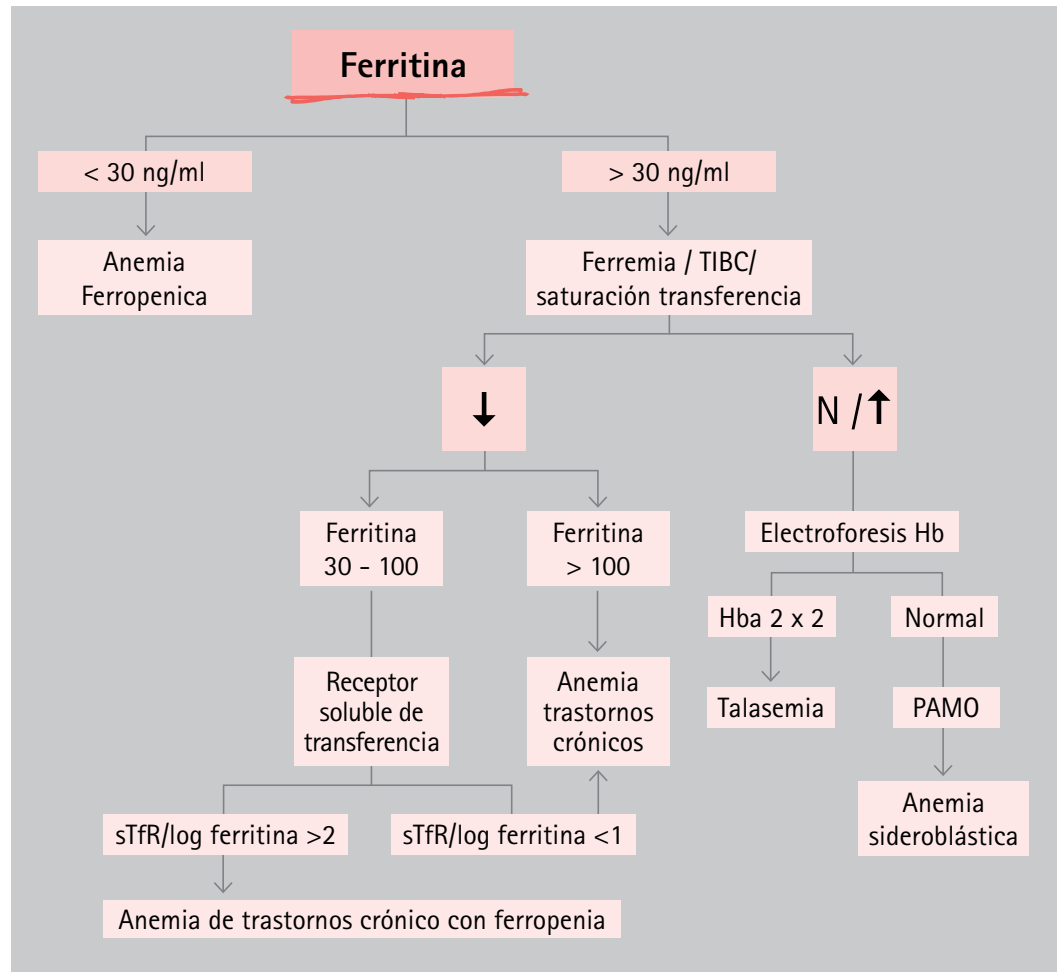 Ferritina
< 30 ng/ml
> 30 ng/ml
Anemia
Ferropenica
Ferremia / TIBC/
saturación transferencia
↓
N /↑
Ferritina
30 - 100
Ferritina
> 100
Electroforesis Hb
Hba 2 x 2
Normal
Receptor
soluble de
transferencia
Anemia
trastornos
crónicos
Talasemia
PAMO
sTfR/log ferritina >2
sTfR/log ferritina <1
Anemia
sideroblástica
Anemia de trastornos crónico con ferropenia